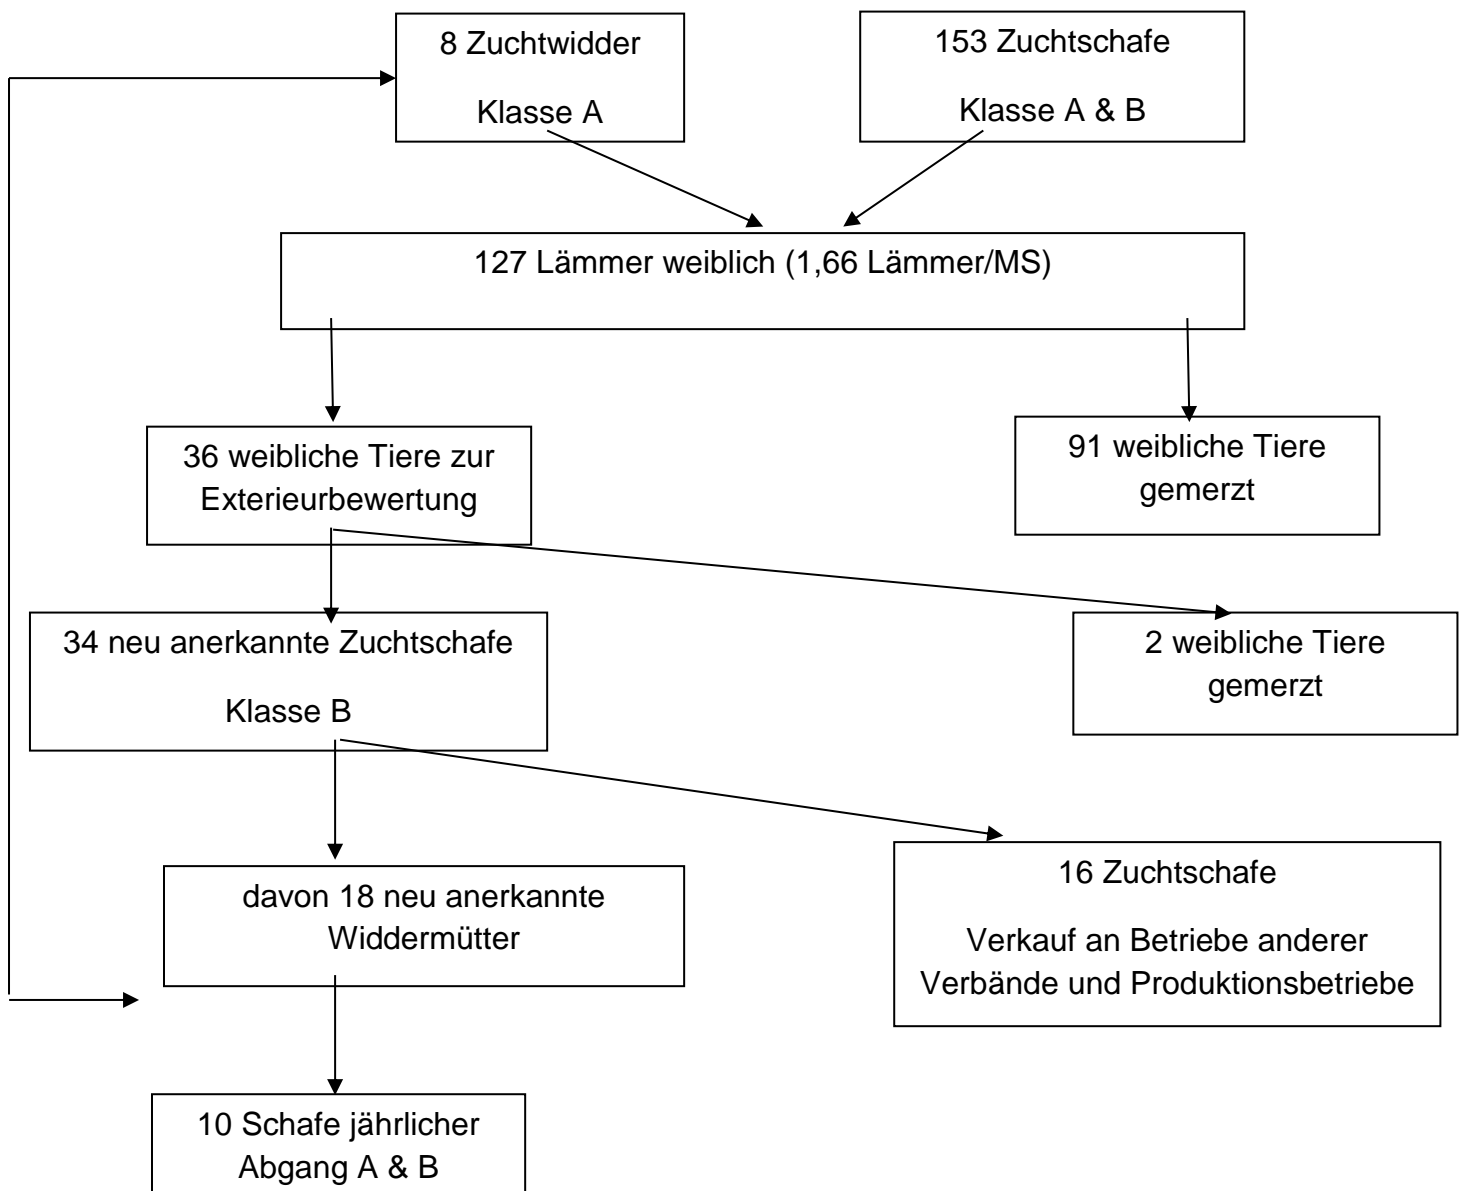 8 Zuchtwidder
Klasse A
153 Zuchtschafe
Klasse A & B
127 Lämmer weiblich (1,66 Lämmer/MS)
36 weibliche Tiere zur
Exterieurbewertung
91 weibliche Tiere
gemerzt
34 neu anerkannte Zuchtschafe
Klasse B
2 weibliche Tiere
gemerzt
davon 18 neu anerkannte
Widdermütter
16 Zuchtschafe
Verkauf an Betriebe anderer
Verbände und Produktionsbetriebe
10 Schafe jährlicher
Abgang A & B